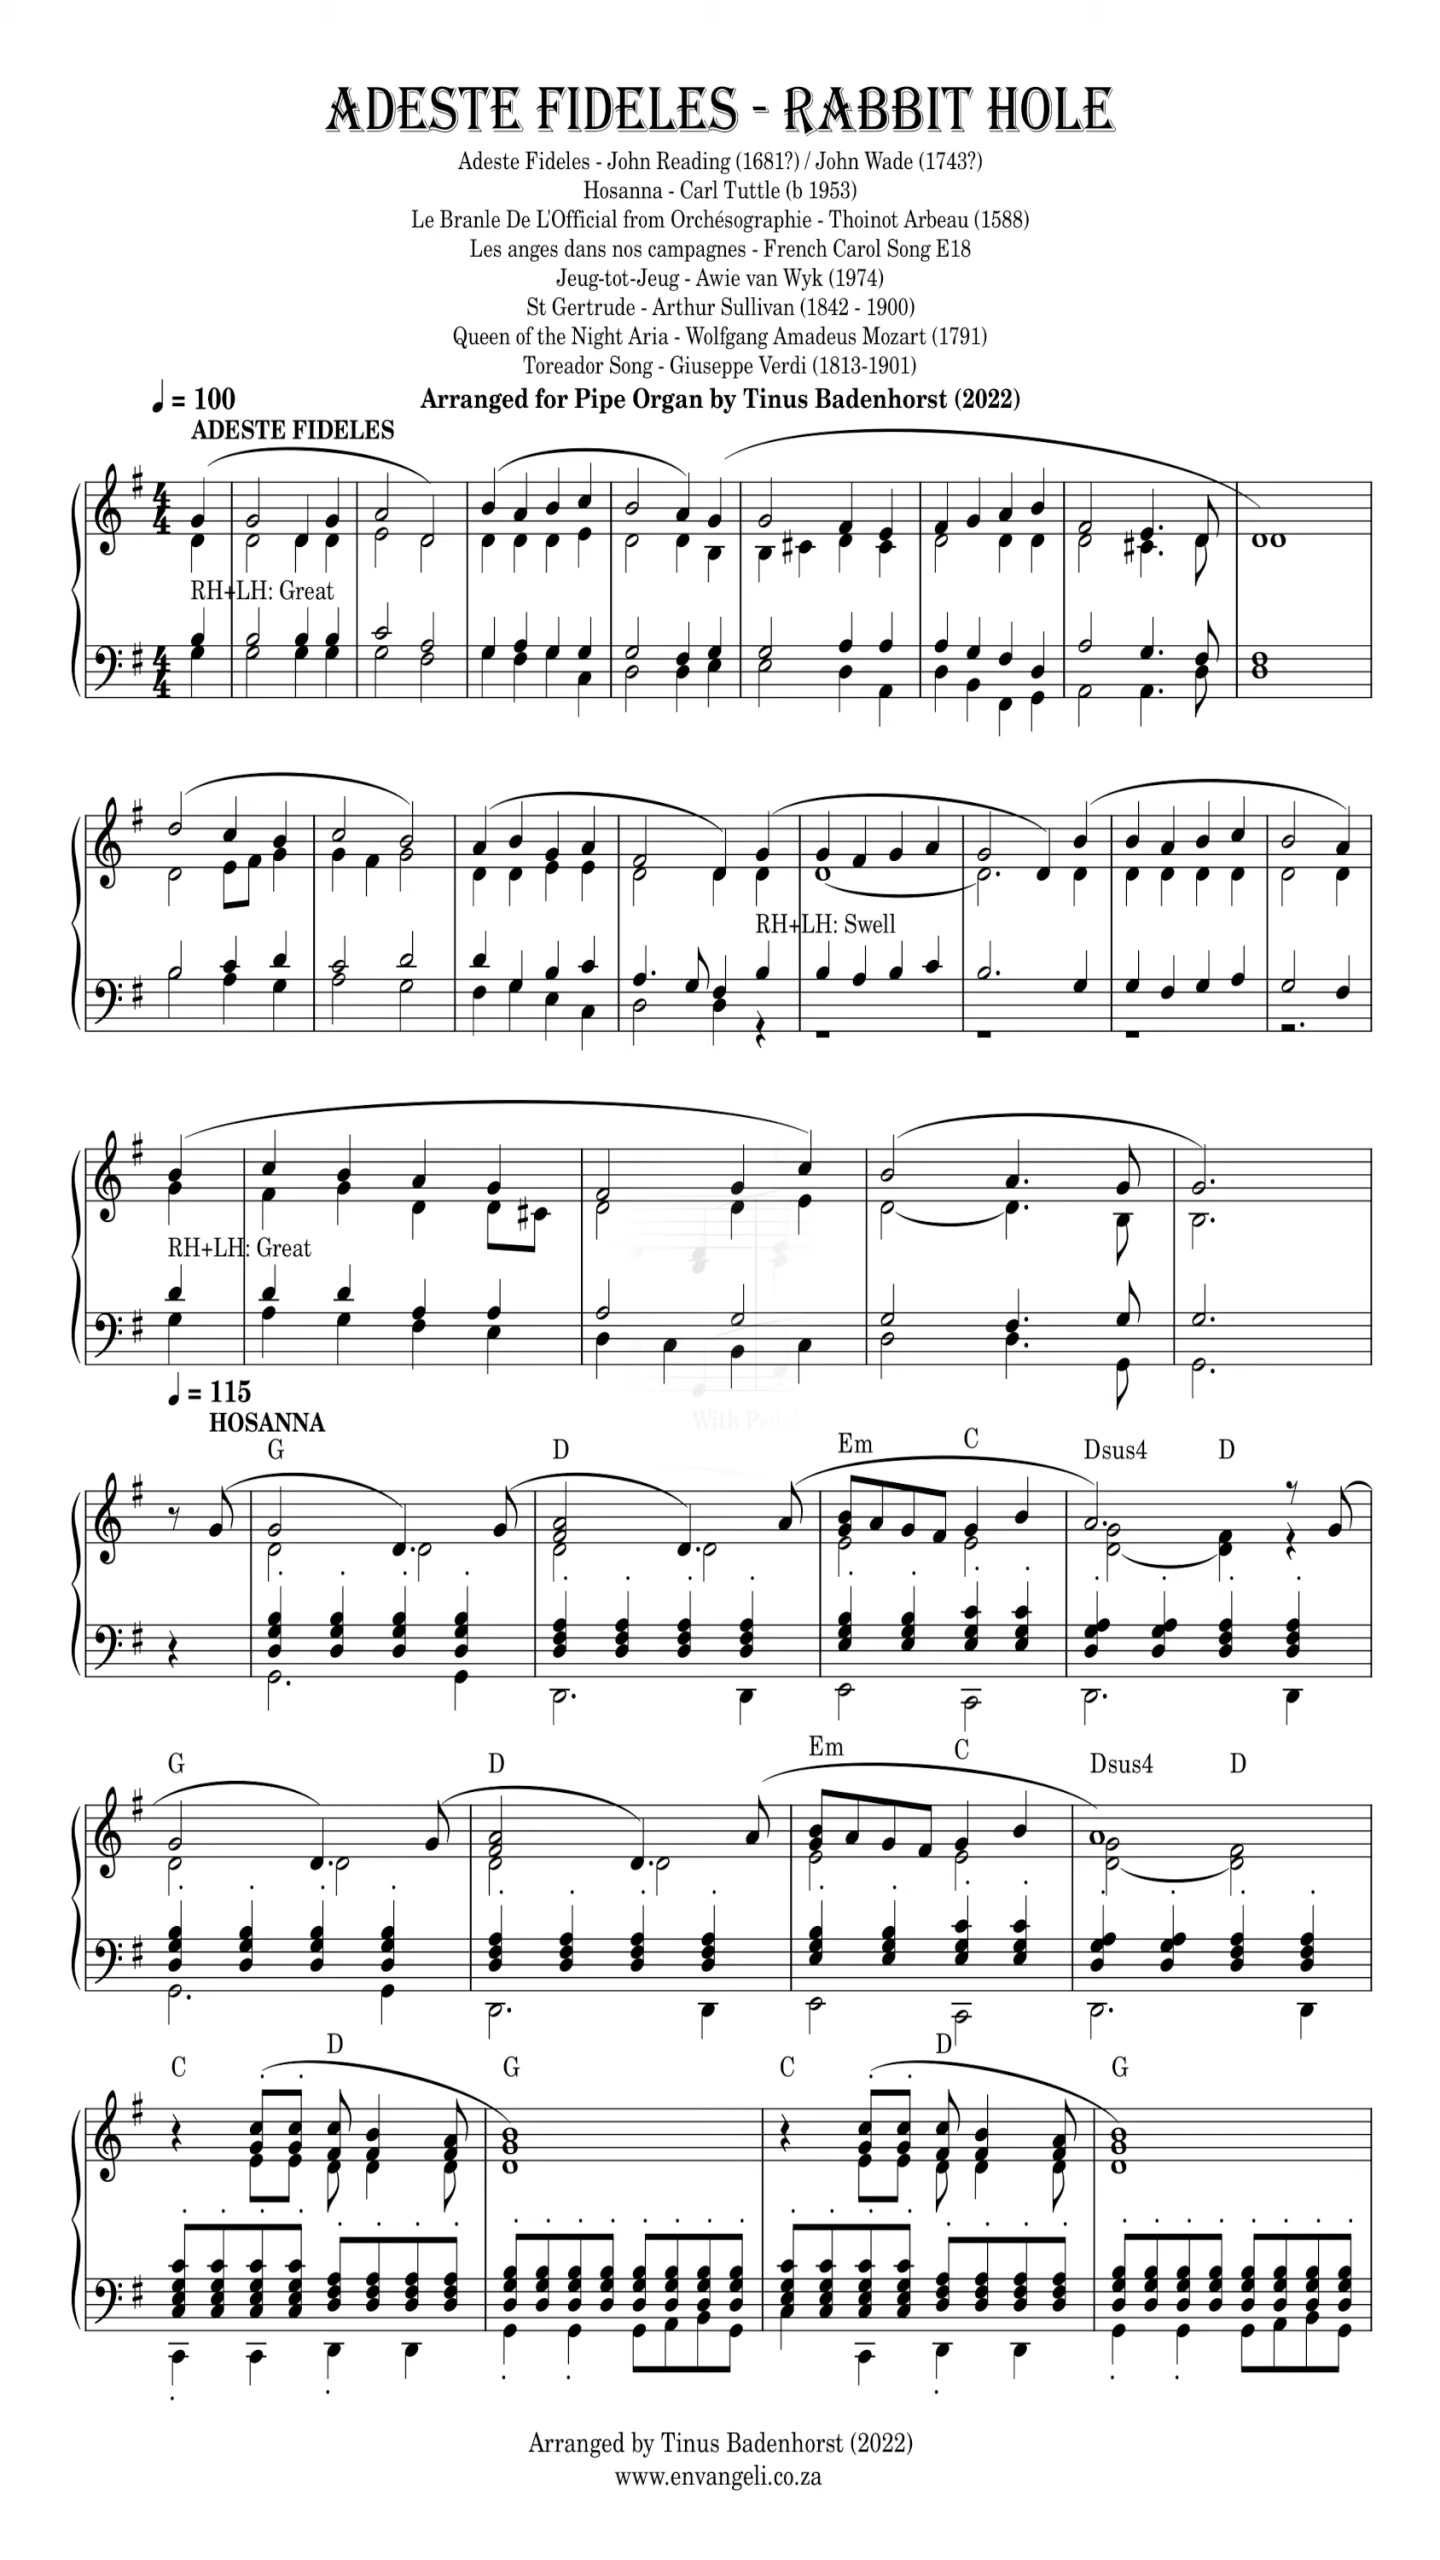 ADESTE FIDELES - RABBIT HOLE
Adeste Fideles - John Reading (1681?) / John Wade (1743?)
Hosanna - Carl Tuttle (b 1953)
Le Branle De L'Official from Orchésographie - Thoinot Arbeau (1588)
Les anges dans nos campagnes - French Carol Song E18
Jeug-tot-Jeug - Awie van Wyk (1974)
St Gertrude - Arthur Sullivan (1842 - 1900)
Queen of the Night Aria - Wolfgang Amadeus Mozart (1791)
Toreador Song - Giuseppe Verdi (1813-1901)
= 100
Arranged for Pipe Organ by Tinus Badenhorst (2022)
ADESTE FIDELES
4 4
RH+LH: Great
4 4
RH+LH: Swell
RH+LH: Great
= 115
With Pedal
HOSANNA
G D Em C Dsus4 D
G D Em C Dsus4 D
C D G C D G
Arranged by Tinus Badenhorst (2022)
www.envangeli.co.za